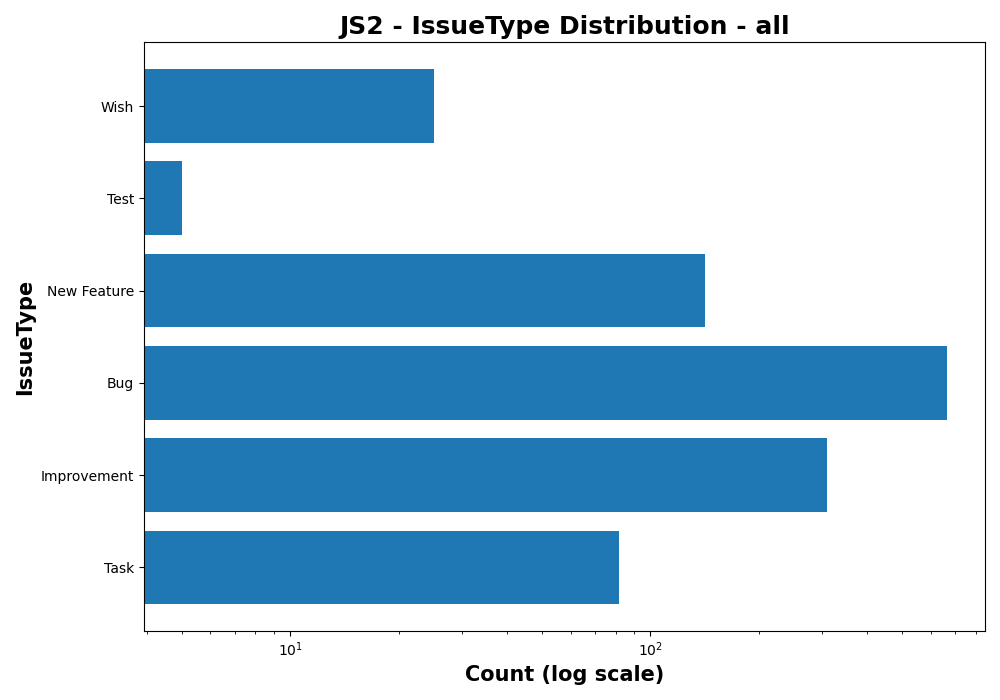 JS2 - IssueType Distribution - all
IssueType
Wish
Test
New Feature
Bug
Improvement
Task
10¹
10²
Count (log scale)